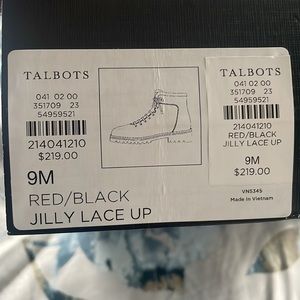 TALBOTS
041 02 00
351709 23
54959521
214041210
$219.00
9M
RED/BLACK
JILLY LACE UP
TALBOTS
041 02 00
351709 23
54959521
214041210
RED/BLACK
JILLY LACE UP
9M
$219.00
VN5345
Made In Vietnam